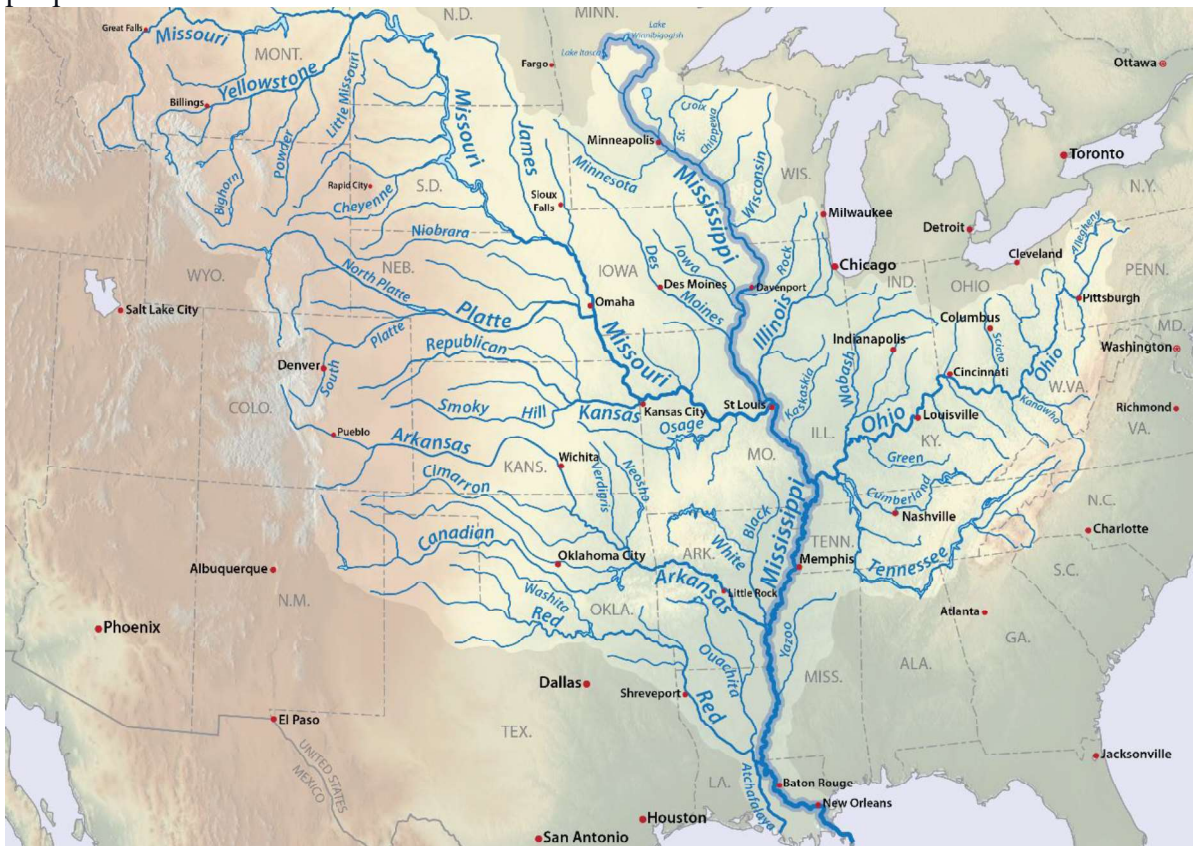 N.D.
MINN.
Lake
Winnibigoshish
Lake Itasca
Great Falls
Missouri
MONT.
Fargo
Ottawa
Yellowstone
Billings
Little Missouri
Powder
Bighorn
Missouri
James
St. Croix
Chippewa
Minneapolis
Minnesota
Mississippi
Wisconsin
WIS.
Toronto
N.Y.
Rapid City
S.D.
Cheyenne
Sioux
Falls
Milwaukee
Detroit
Niobrara
Allegheny
Cleveland
WYO.
NEB.
North Platte
IOWA
Des Moines
Iowa
Des Moines
Rock
Chicago
Davenport
IND.
OHIO
PENN.
Salt Lake City
Omaha
Platte
Illinois
Pittsburgh
Columbus
MD.
South Platte
Republican
Missouri
Indianapolis
Scioto
Ohio
Washington
Denver
Wabash
Cincinnati
W.VA.
COLO.
Smoky Hill
Kansas
Kansas City
Osage
St Louis
Kaskaskia
Ohio
Louisville
Kanawha
Richmond
VA.
Pueblo
Arkansas
ILL.
KY.
Wichita
KANS.
MO.
Green
Cimarron
Verdigris
Neosho
Cumberland
Nashville
N.C.
Canadian
Oklahoma City
White
Black
Mississippi
TENN.
Charlotte
ARK.
Memphis
Tennessee
Albuquerque
N.M.
Arkansas
Little Rock
S.C.
Washita
OKLA.
Red
Atlanta
GA.
Phoenix
Yazoo
Ouachita
MISS.
ALA.
Dallas
Shreveport
Red
El Paso
TEX.
UNITED STATES
MEXICO
Jacksonville
LA.
Atchafalaya
Baton Rouge
New Orleans
Houston
San Antonio